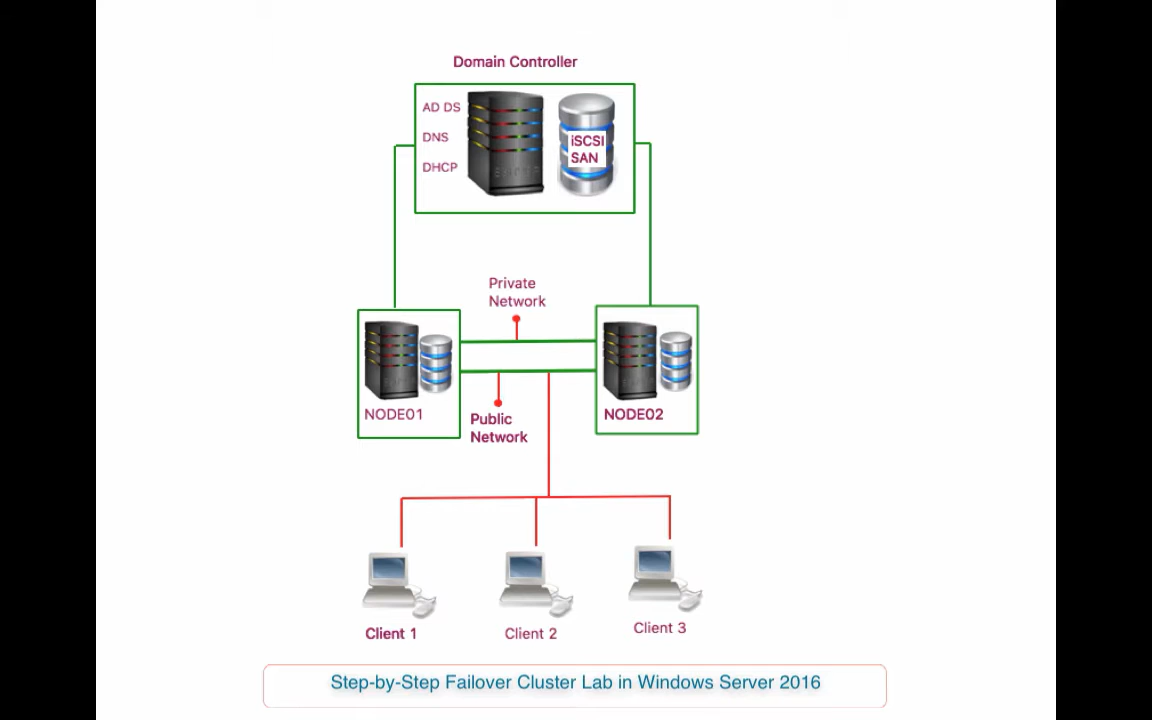 Domain Controller
AD DS
DNS
DHCP
iSCSI
SAN
Private
Network
NODE01
NODE02
Public
Network
Client 1
Client 2
Client 3
Step-by-Step Failover Cluster Lab in Windows Server 2016